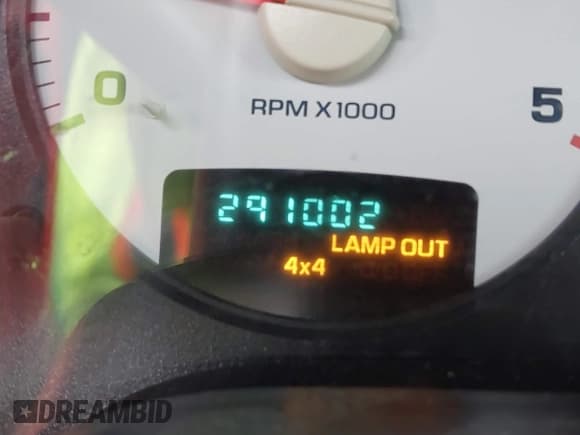 0
5
RPM X1000
291002
LAMP OUT
4x4
DREAMBID